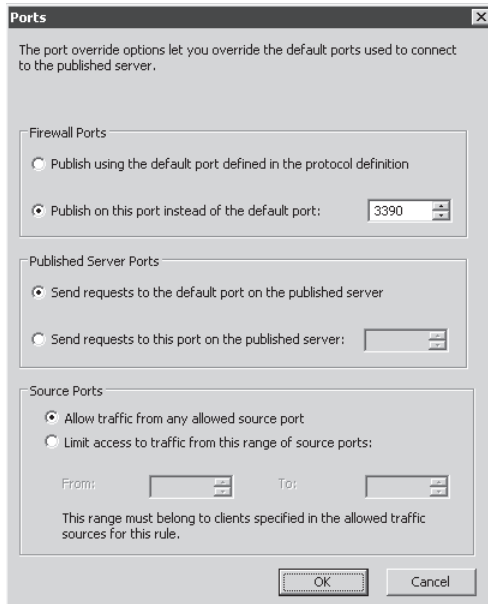 Ports
The port override options let you override the default ports used to connect
to the published server.
Firewall Ports
Publish using the default port defined in the protocol definition
Publish on this port instead of the default port: 3390
Published Server Ports
Send requests to the default port on the published server
Send requests to this port on the published server:
Source Ports
Allow traffic from any allowed source port
Limit access to traffic from this range of source ports:
From: To:
This range must belong to clients specified in the allowed traffic
sources for this rule.
OK Cancel